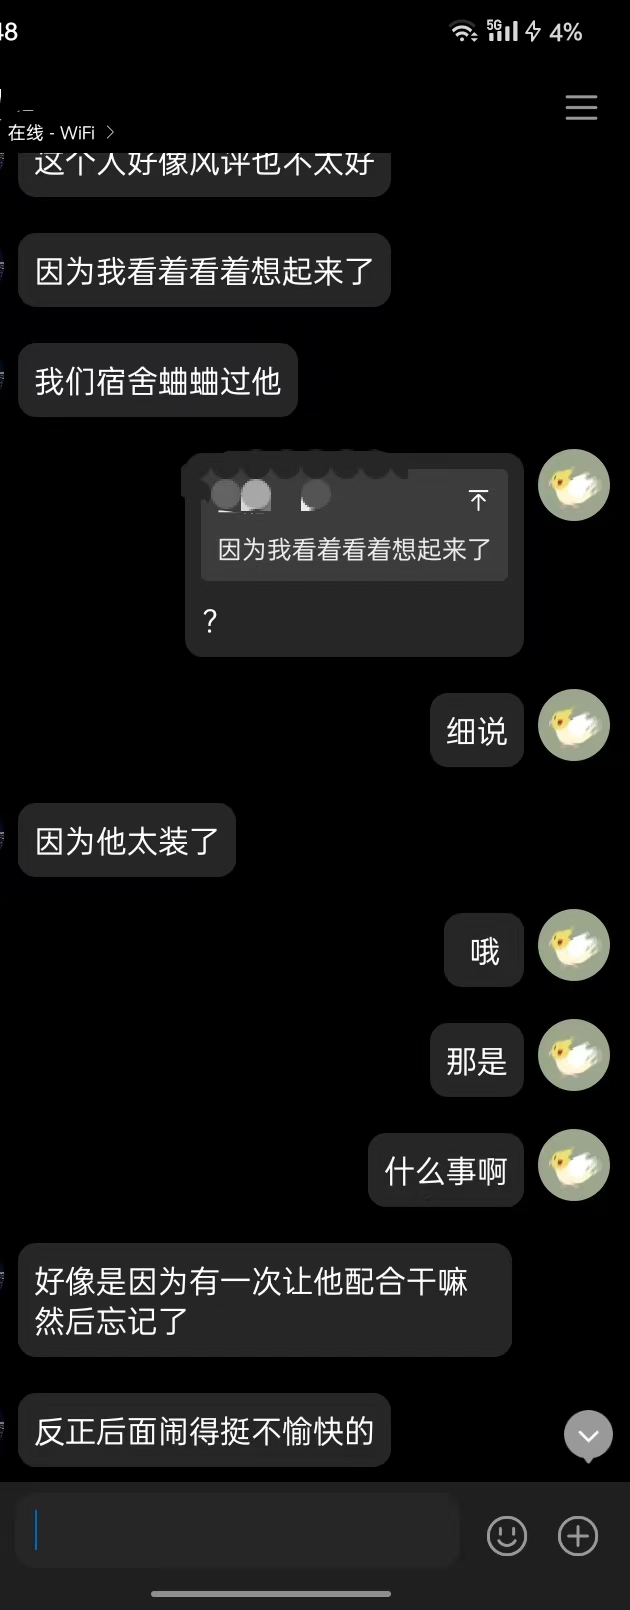 48
5G
4%
在线 - WiFi
这个人好像风评也不太好
因为我看着看着想起来了
我们宿舍蛐蛐过他
因为我看着看着想起来了
?
细说
因为他太装了
哦
那是
什么事啊
好像是因为有一次让他配合干嘛
然后忘记了
反正后面闹得挺不愉快的